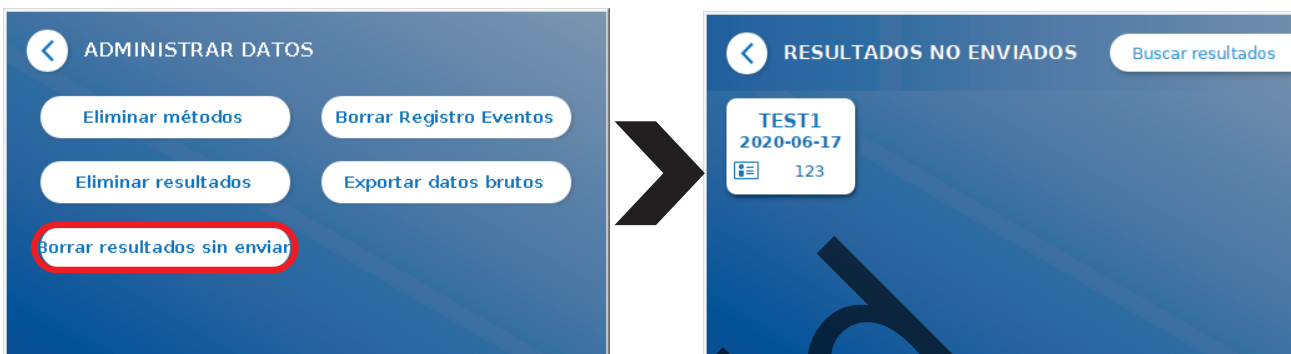 ADMINISTRAR DATOS
Eliminar métodos
Borrar Registro Eventos
Eliminar resultados
Exportar datos brutos
Borrar resultados sin enviar
RESULTADOS NO ENVIADOS
Buscar resultados
TEST1
2020-06-17
123